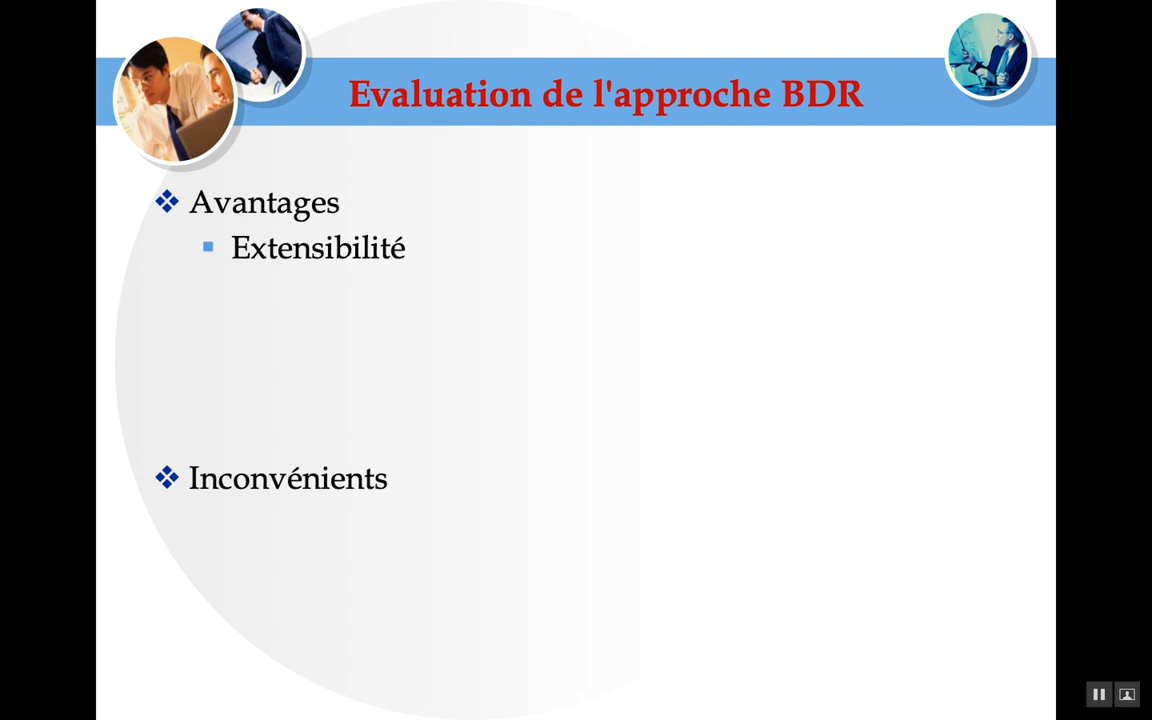 Evaluation de l'approche BDR
Avantages
Extensibilité
Inconvénients